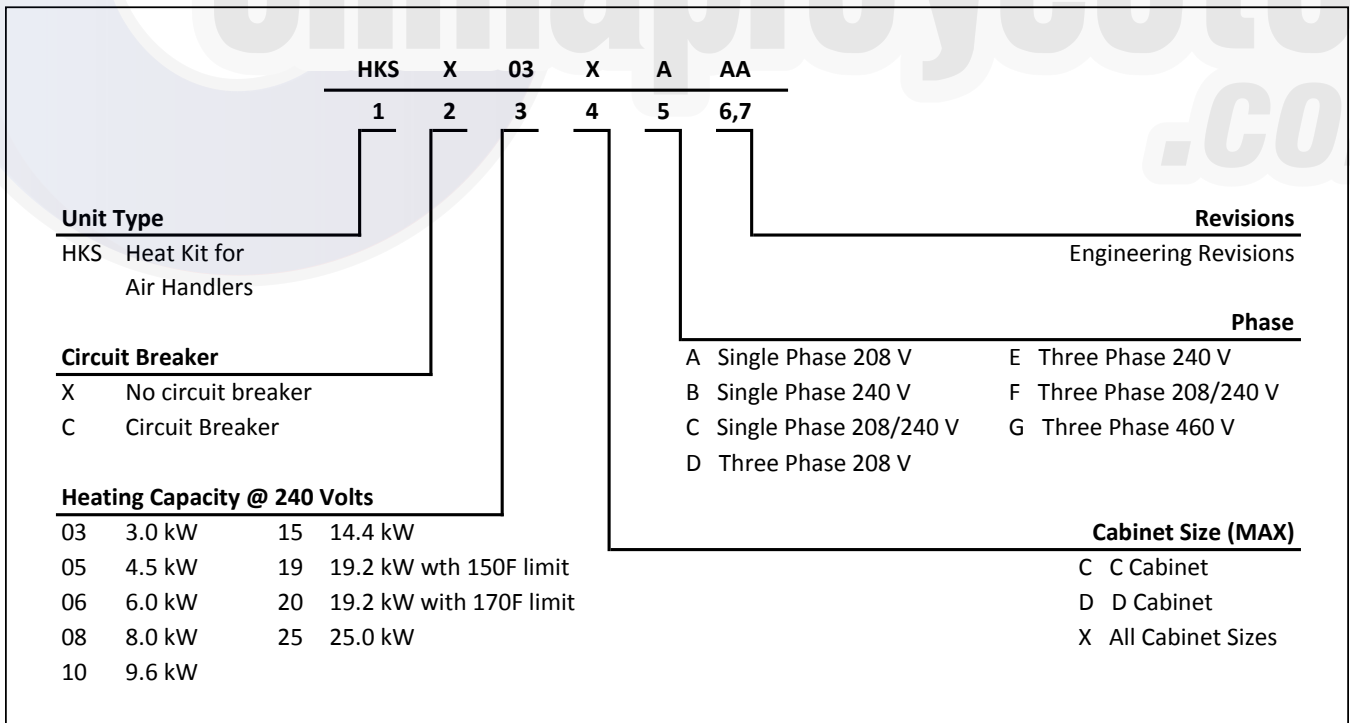 HKS X 03 X A AA
1 2 3 4 5 6,7
Unit Type
HKS Heat Kit for
Air Handlers
Circuit Breaker
X No circuit breaker
C Circuit Breaker
Heating Capacity @ 240 Volts
03 3.0 kW 15 14.4 kW
05 4.5 kW 19 19.2 kW wth 150F limit
06 6.0 kW 20 19.2 kW with 170F limit
08 8.0 kW 25 25.0 kW
10 9.6 kW
Revisions
Engineering Revisions
Phase
A Single Phase 208 V E Three Phase 240 V
B Single Phase 240 V F Three Phase 208/240 V
C Single Phase 208/240 V G Three Phase 460 V
D Three Phase 208 V
Cabinet Size (MAX)
C C Cabinet
D D Cabinet
X All Cabinet Sizes